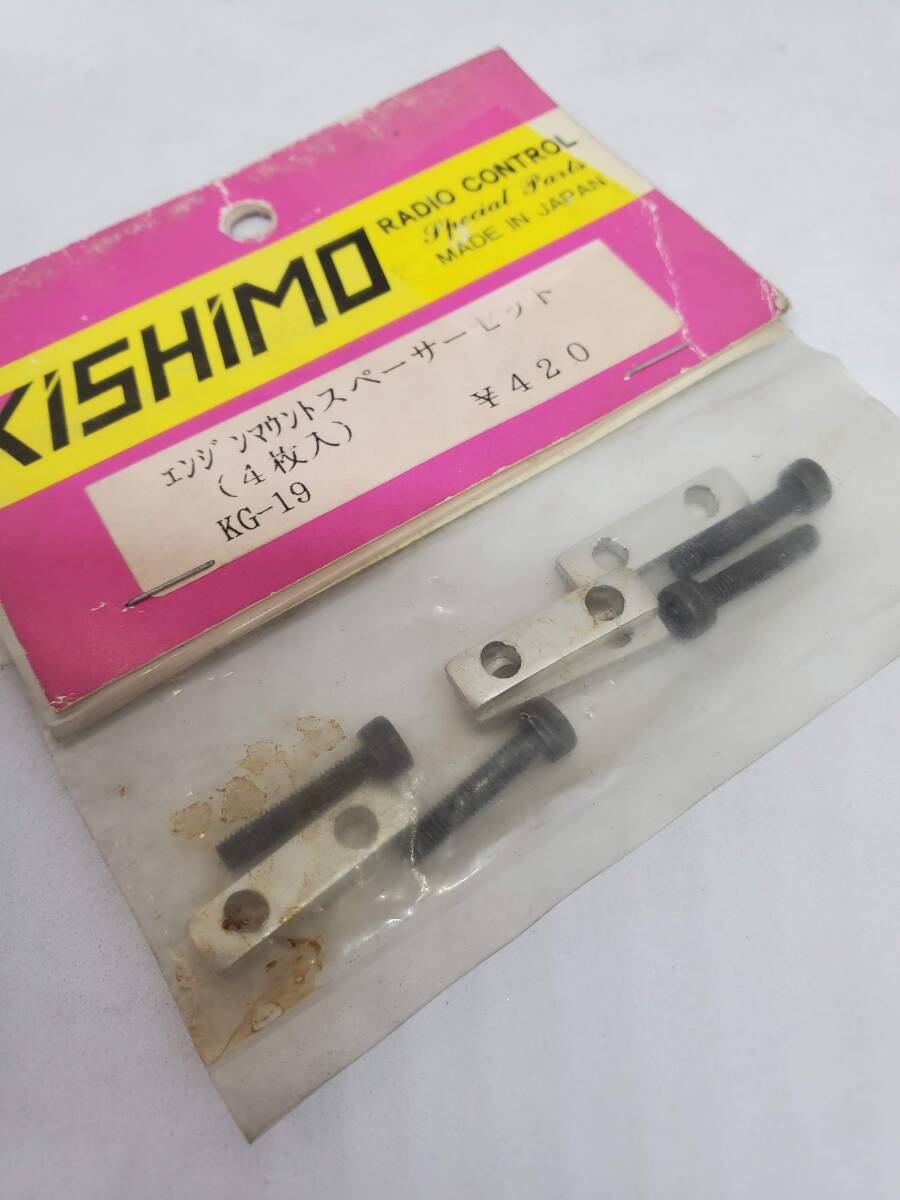 KiSHiMO
RADIO CONTROL
Special Parts
MADE IN JAPAN
エンジンマウントスペーサーセット
(4枚入) ¥420
KG-19